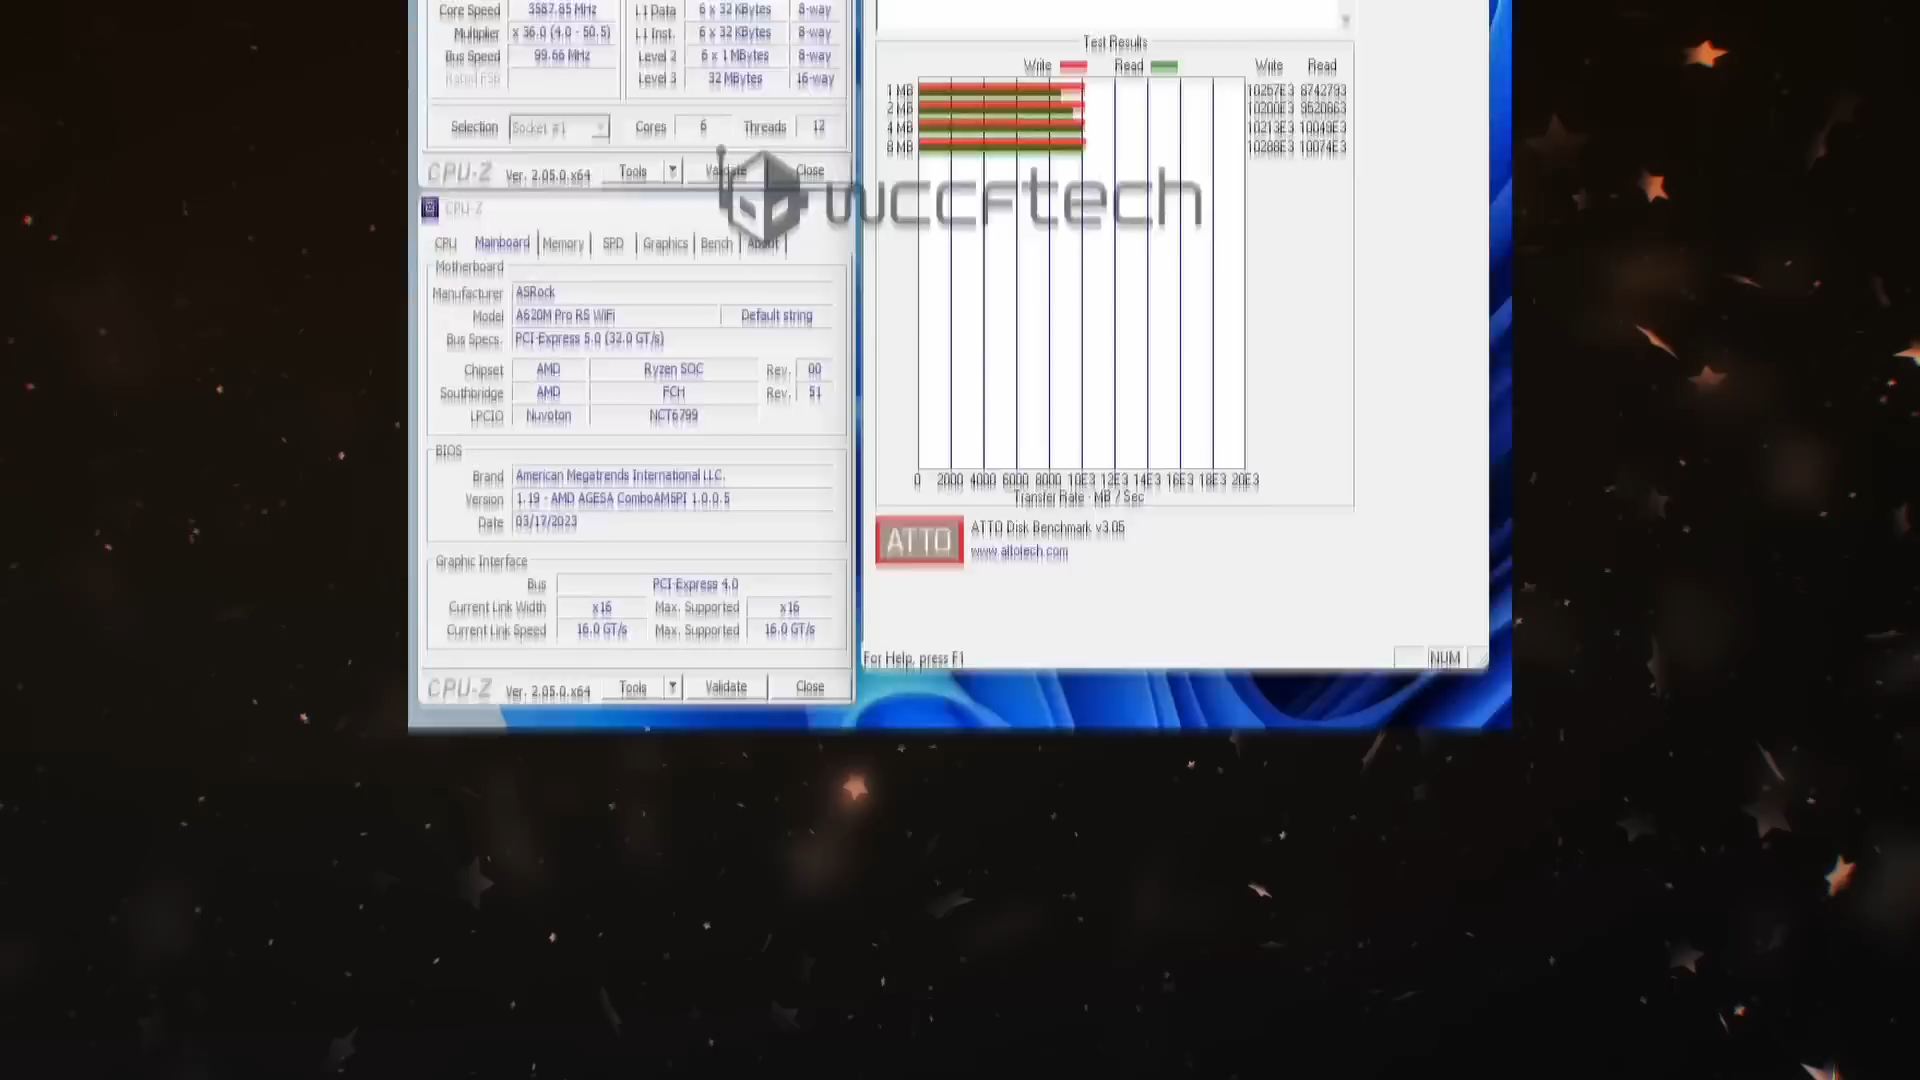 Core Speed 3587.85 MHz L1 Data 6 x 32 KBytes 8-way
Multiplier x 36.0 (4.0 - 50.5) L1 Inst. 6 x 32 KBytes 8-way
Bus Speed 99.66 MHz Level 2 6 x 1 MBytes 8-way
Rated FSB Level 3 32 MBytes 16-way
Selection Socket #1 Cores 6 Threads 12
CPU-Z Ver. 2.05.0.x64 Tools Validate Close
wccftech
CPU-Z
CPU Mainboard Memory SPD Graphics Bench About
Motherboard
Manufacturer ASRock
Model A620M Pro RS WiFi Default string
Bus Specs. PCI-Express 5.0 (32.0 GT/s)
Chipset AMD Ryzen SOC Rev. 00
Southbridge AMD FCH Rev. 51
LPCIO Nuvoton NCT6799
BIOS
Brand American Megatrends International LLC.
Version 1.19 - AMD AGESA ComboAM5PI 1.0.0.5
Date 03/17/2023
Graphic Interface
Bus PCI-Express 4.0
Current Link Width x16 Max. Supported x16
Current Link Speed 16.0 GT/s Max. Supported 16.0 GT/s
CPU-Z Ver. 2.05.0.x64 Tools Validate Close
Test Results
Write Read Write Read
1 MB 10257E3 8742793
2 MB 10200E3 9520663
4 MB 10213E3 10049E3
8 MB 10288E3 10074E3
0 2000 4000 6000 8000 10E3 12E3 14E3 16E3 18E3 20E3
Transfer Rate - MB / Sec
ATTO
ATTO Disk Benchmark v3.05
www.attotech.com
For Help, press F1 NUM